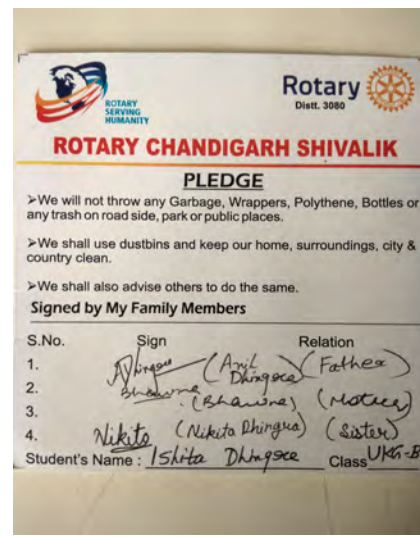 ROTARY
SERVING
HUMANITY
Rotary
Distt. 3080
ROTARY CHANDIGARH SHIVALIK
PLEDGE
➢We will not throw any Garbage, Wrappers, Polythene, Bottles or
any trash on road side, park or public places.
➢We shall use dustbins and keep our home, surroundings, city &
country clean.
➢We shall also advise others to do the same.
Signed by My Family Members
S.No. Sign Relation
1. (Anil Dhingra) (Father)
2. Bhawna (Bhawna) (Mother)
3.
4. Nikita (Nikita Dhingra) (Sister)
Student's Name : Ishita Dhingra Class UKG-B